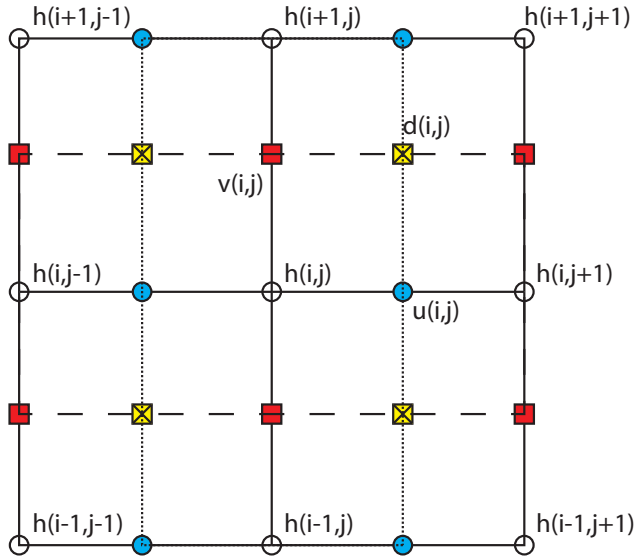 h(i+1,j-1)
h(i+1,j)
h(i+1,j+1)
d(i,j)
v(i,j)
h(i,j-1)
h(i,j)
h(i,j+1)
u(i,j)
h(i-1,j-1)
h(i-1,j)
h(i-1,j+1)